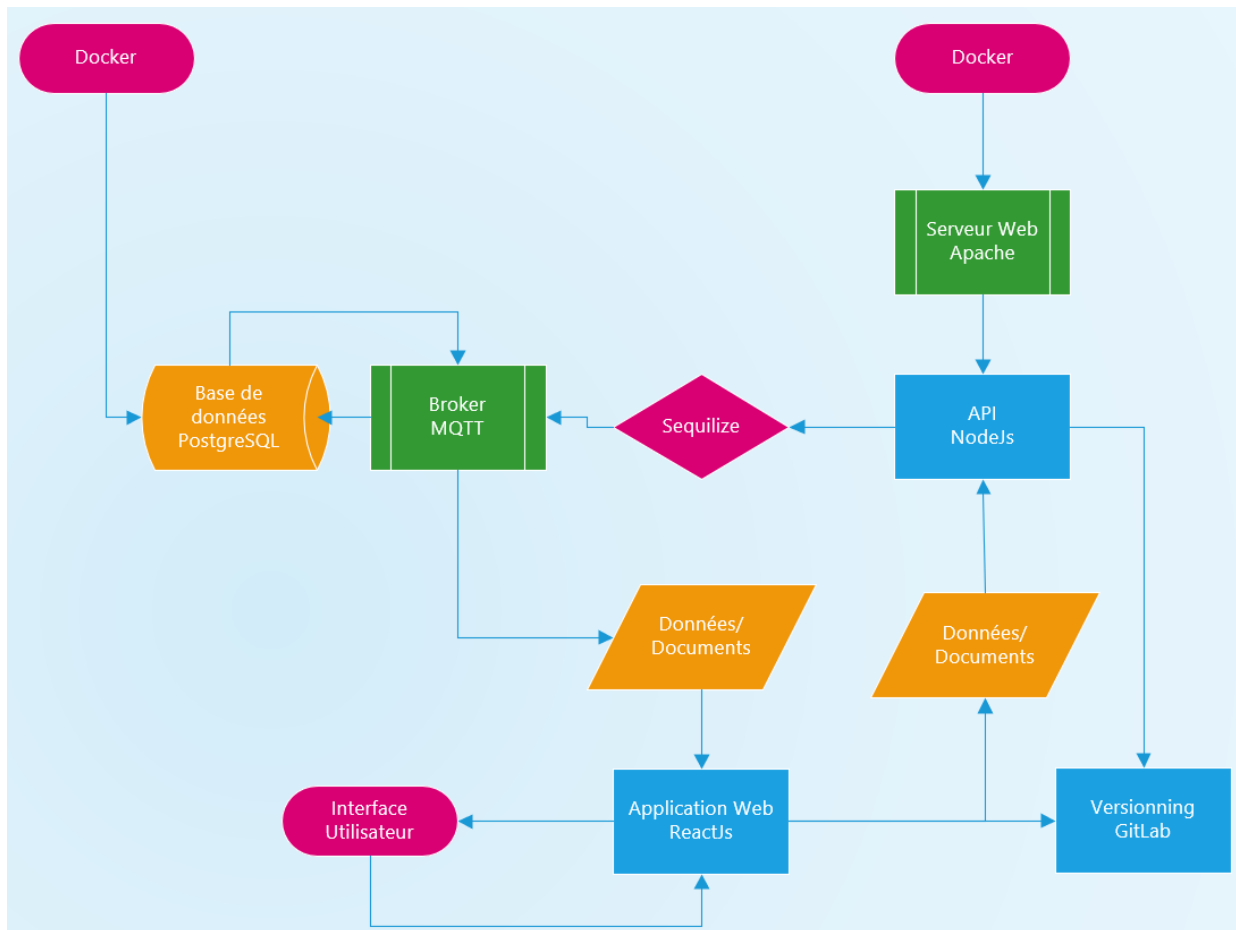 Docker
Docker
Serveur Web
Apache
Base de
données
PostgreSQL
Broker
MQTT
Sequilize
API
NodeJs
Données/
Documents
Données/
Documents
Interface
Utilisateur
Application Web
ReactJs
Versionning
GitLab